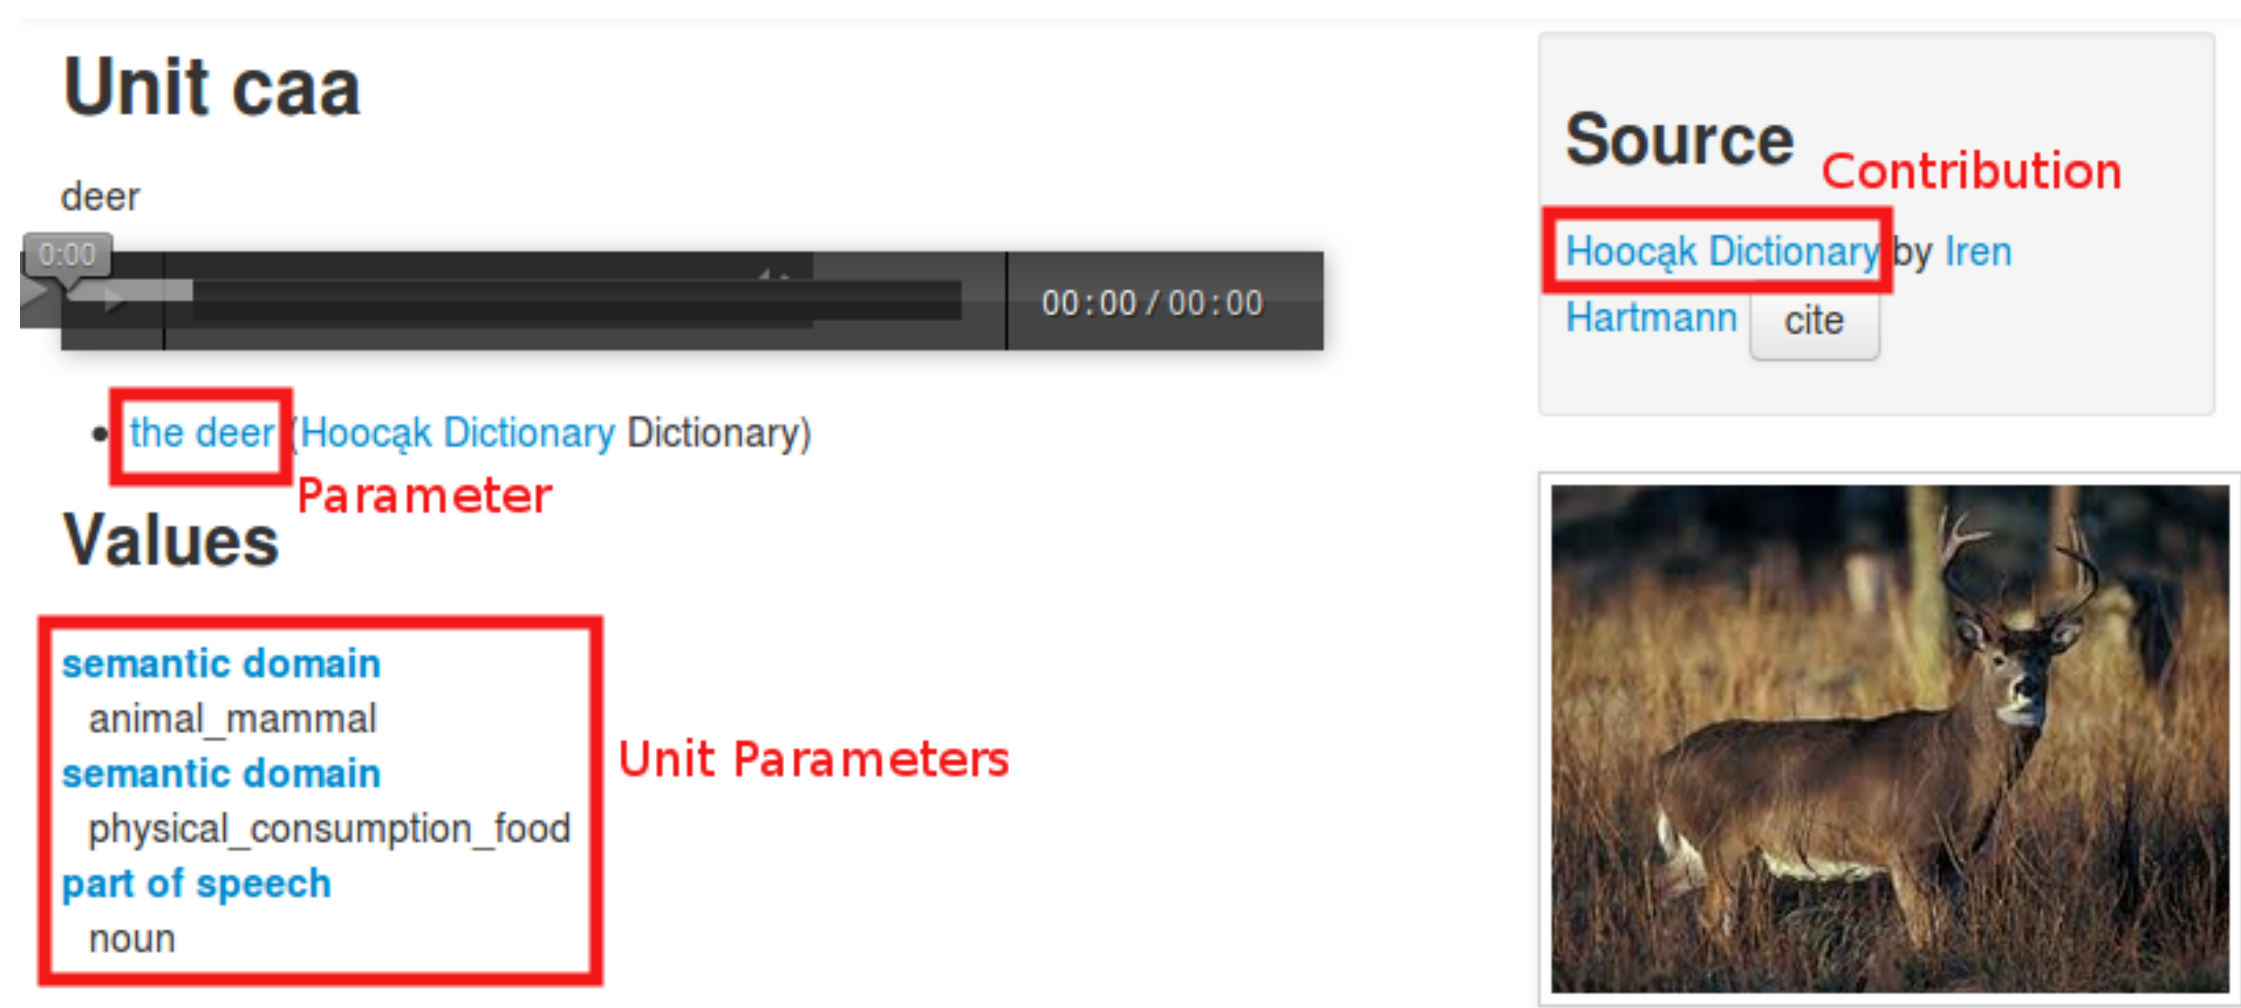 Unit caa
deer
0:00
00:00 / 00:00
the deer (Hoocąk Dictionary Dictionary)
Parameter
Values
semantic domain
animal_mammal
semantic domain
physical_consumption_food
part of speech
noun
Unit Parameters
Source
Contribution
Hoocąk Dictionary by Iren
Hartmann cite